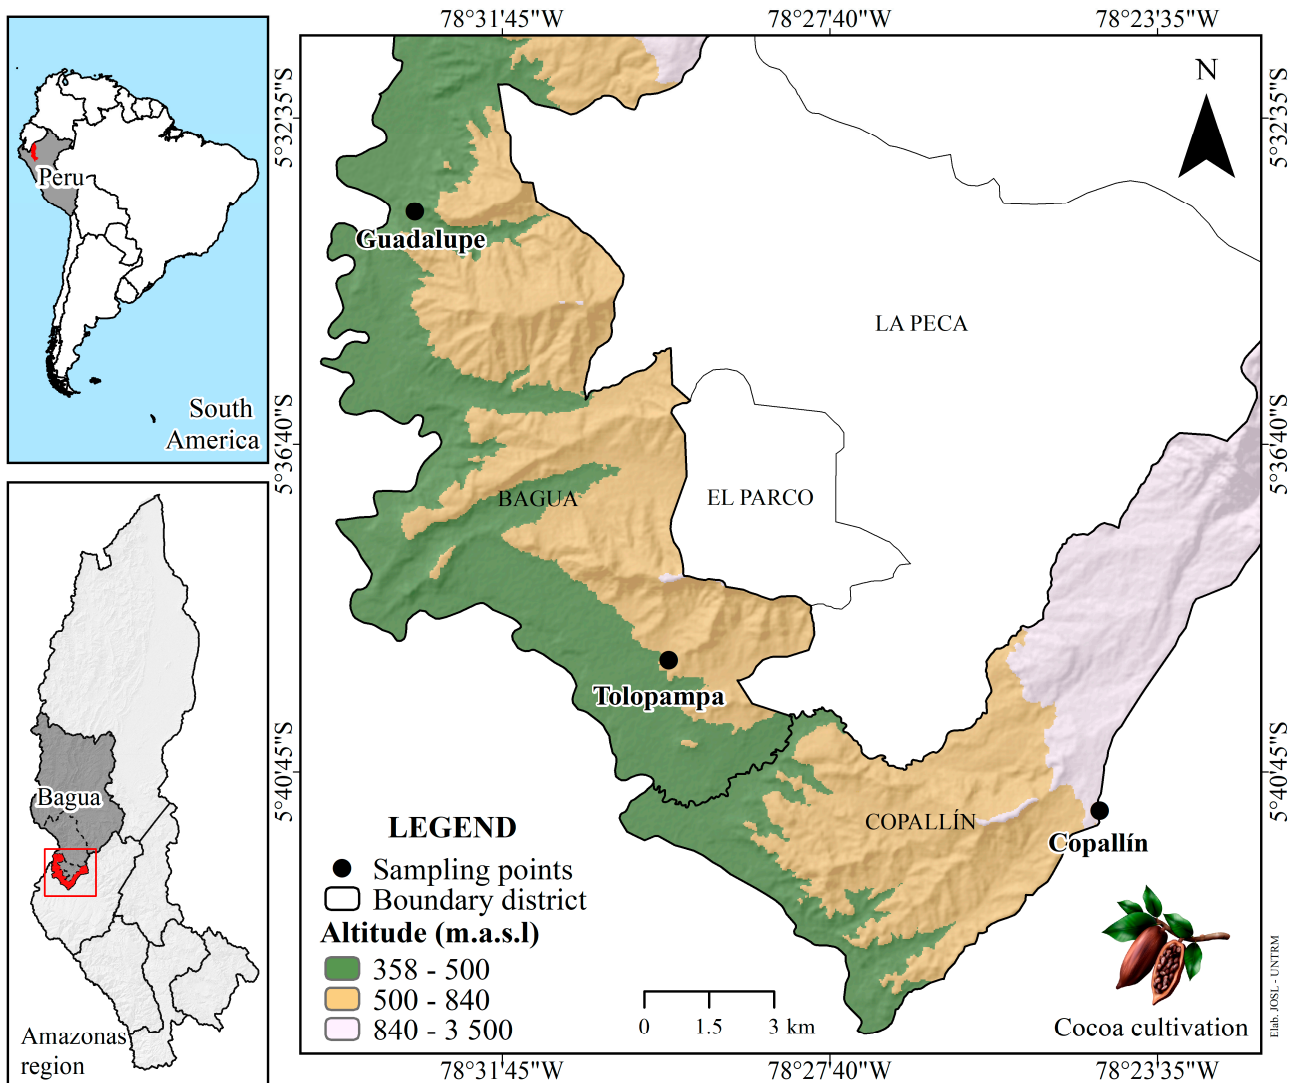 78°31'45"W
78°27'40"W
78°23'35"W
5°32'35"S
5°32'35"S
N
Peru
Guadalupe
LA PECA
South
America
5°36'40"S
5°36'40"S
BAGUA
EL PARCO
Tolopampa
5°40'45"S
5°40'45"S
Bagua
COPALLÍN
Copallín
LEGEND
Sampling points
Boundary district
Altitude (m.a.s.l)
358 - 500
500 - 840
840 - 3 500
0 1.5 3 km
Cocoa cultivation
Elab. JOSL - UNTRM
Amazonas
region
78°31'45"W
78°27'40"W
78°23'35"W